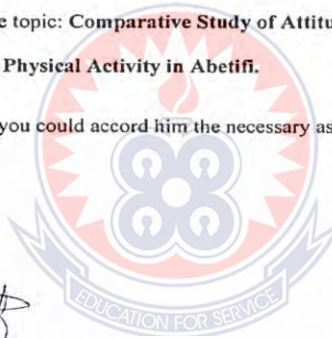 e topic: Comparative Study of Attitu
Physical Activity in Abetifi.
you could accord him the necessary as
EDUCATION FOR SERVICE